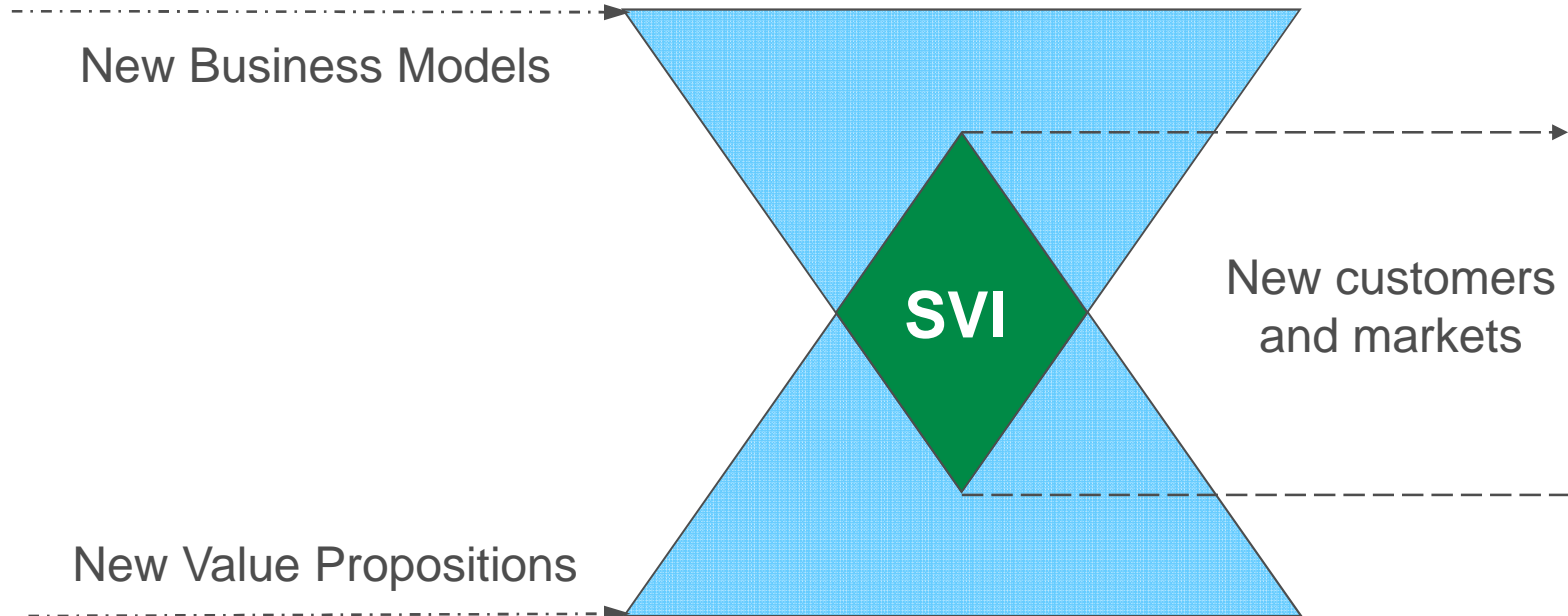 New Business Models
SVI
New customers
and markets
New Value Propositions